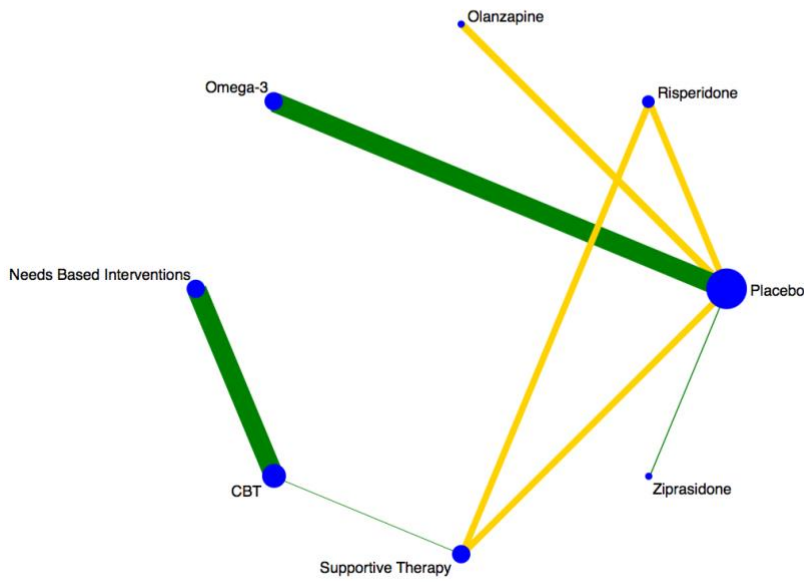 Olanzapine
Omega-3
Risperidone
Needs Based Interventions
Placebo
CBT
Ziprasidone
Supportive Therapy